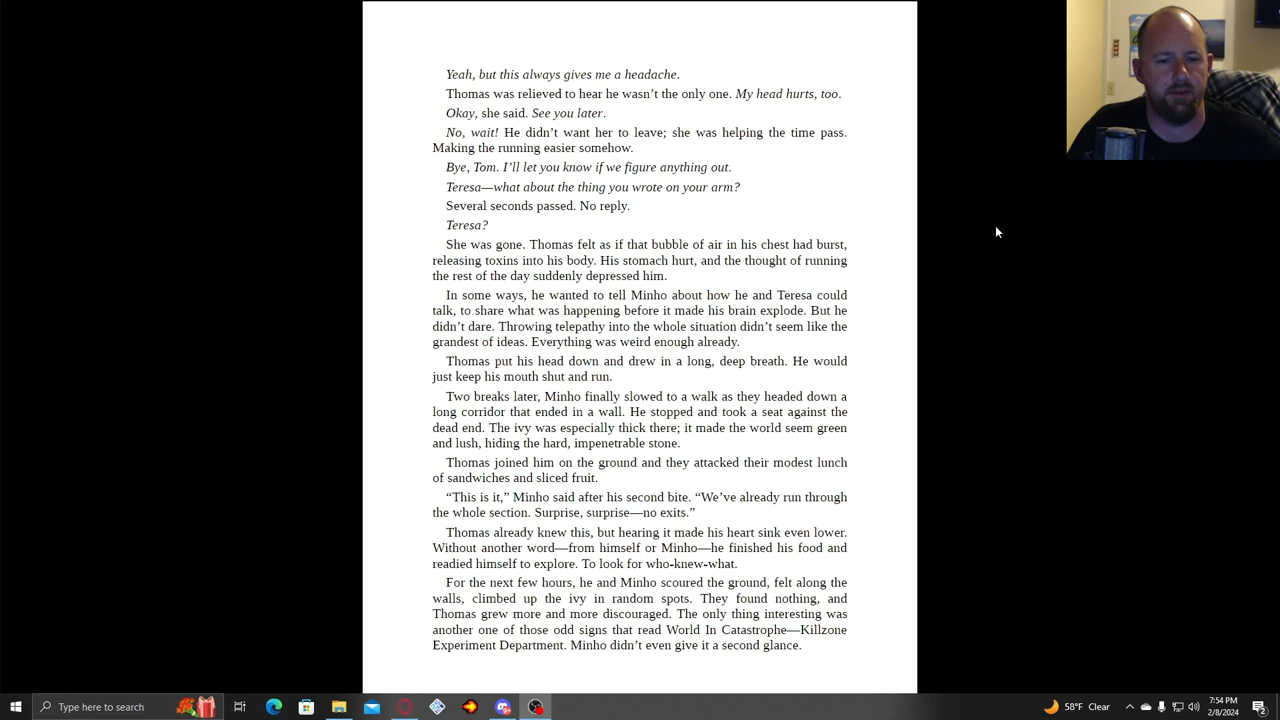 Yeah, but this always gives me a headache.
Thomas was relieved to hear he wasn’t the only one. My head hurts, too.
Okay, she said. See you later.
No, wait! He didn’t want her to leave; she was helping the time pass.
Making the running easier somehow.
Bye, Tom. I’ll let you know if we figure anything out.
Teresa—what about the thing you wrote on your arm?
Several seconds passed. No reply.
Teresa?
She was gone. Thomas felt as if that bubble of air in his chest had burst,
releasing toxins into his body. His stomach hurt, and the thought of running
the rest of the day suddenly depressed him.
In some ways, he wanted to tell Minho about how he and Teresa could
talk, to share what was happening before it made his brain explode. But he
didn’t dare. Throwing telepathy into the whole situation didn’t seem like the
grandest of ideas. Everything was weird enough already.
Thomas put his head down and drew in a long, deep breath. He would
just keep his mouth shut and run.
Two breaks later, Minho finally slowed to a walk as they headed down a
long corridor that ended in a wall. He stopped and took a seat against the
dead end. The ivy was especially thick there; it made the world seem green
and lush, hiding the hard, impenetrable stone.
Thomas joined him on the ground and they attacked their modest lunch
of sandwiches and sliced fruit.
“This is it,” Minho said after his second bite. “We’ve already run through
the whole section. Surprise, surprise—no exits.”
Thomas already knew this, but hearing it made his heart sink even lower.
Without another word—from himself or Minho—he finished his food and
readied himself to explore. To look for who-knew-what.
For the next few hours, he and Minho scoured the ground, felt along the
walls, climbed up the ivy in random spots. They found nothing, and
Thomas grew more and more discouraged. The only thing interesting was
another one of those odd signs that read World In Catastrophe—Killzone
Experiment Department. Minho didn’t even give it a second glance.
Type here to search
58°F Clear
7:54 PM
2/8/2024